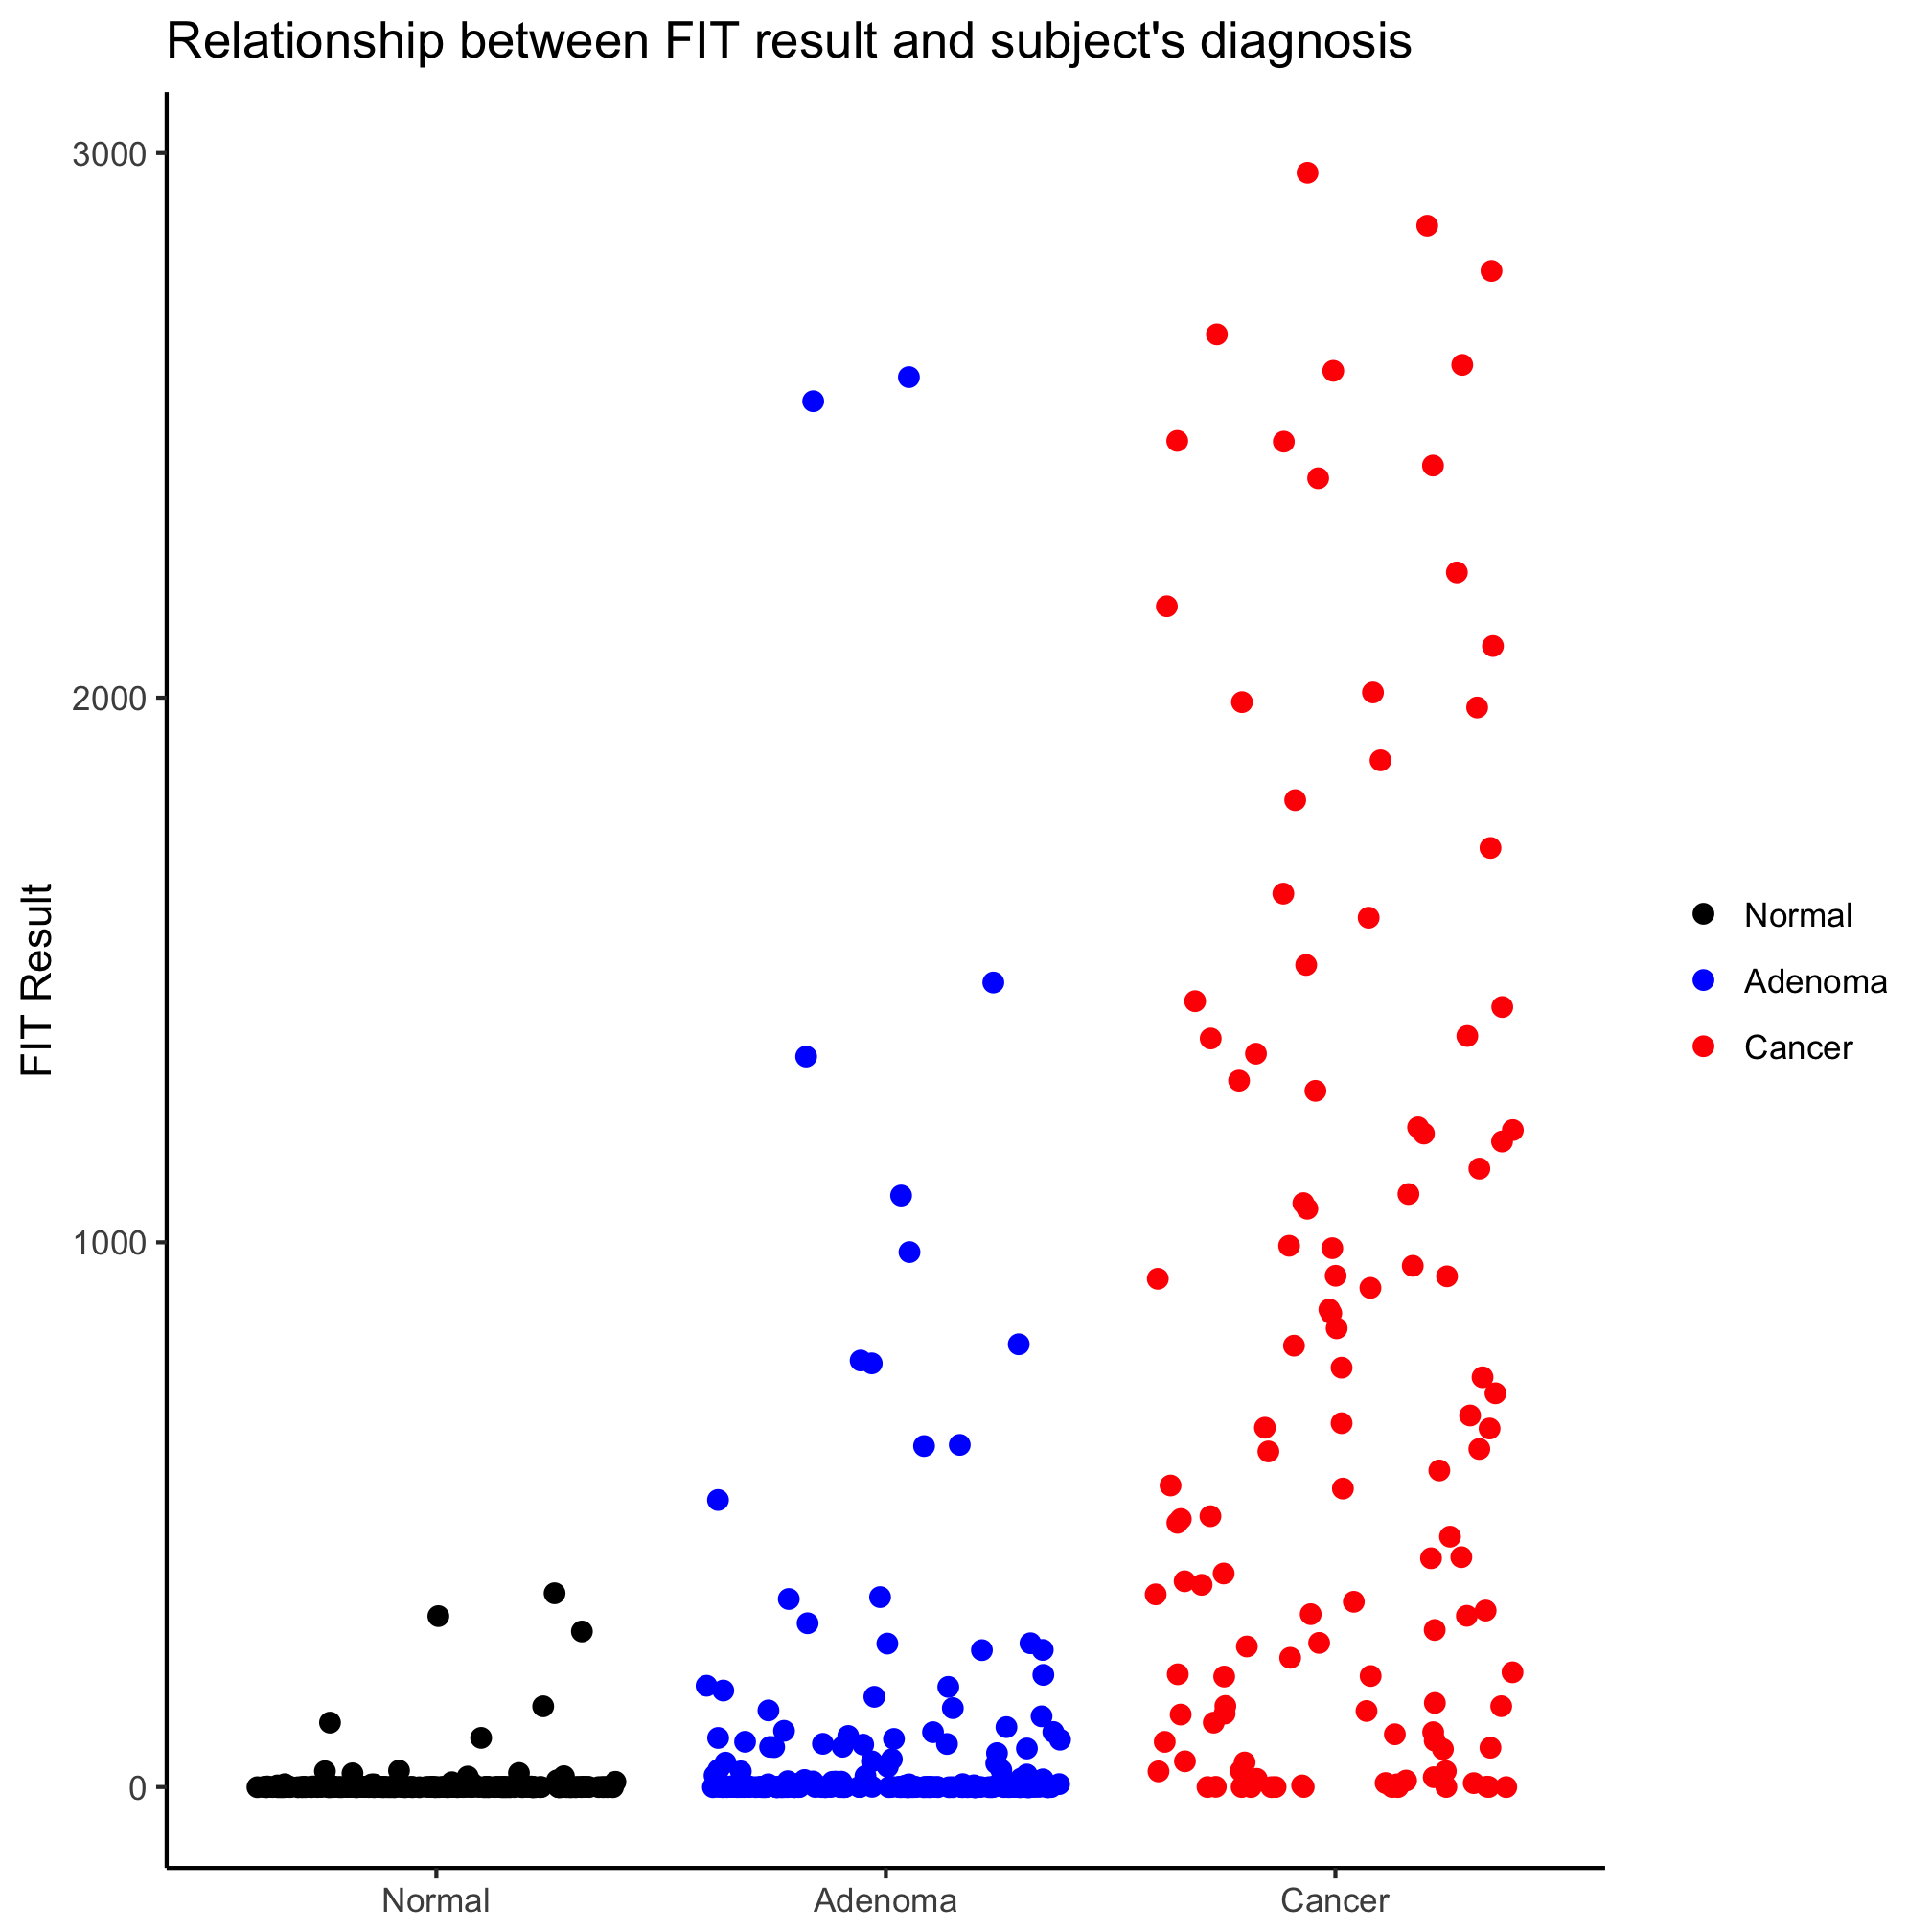 Relationship between FIT result and subject's diagnosis
FIT Result
3000
2000
1000
0
Normal
Adenoma
Cancer
Normal
Adenoma
Cancer